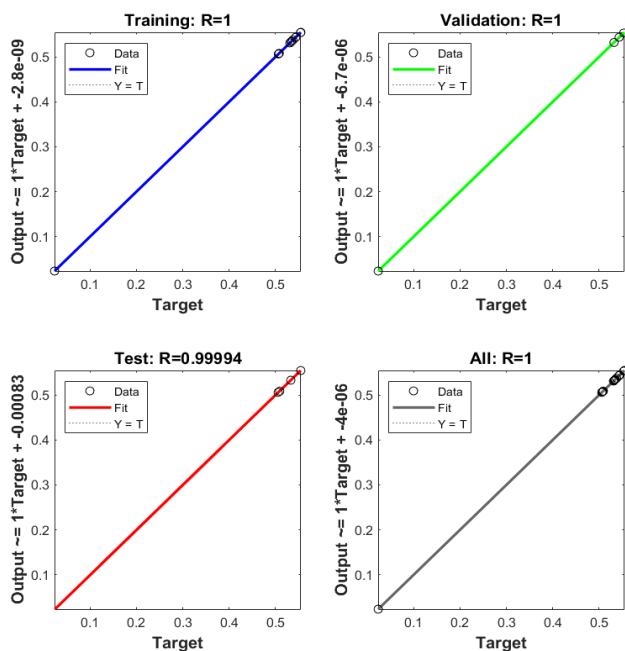 Training: R=1
Output ~= 1*Target + -2.8e-09
Data
Fit
Y = T
0.5
0.4
0.3
0.2
0.1
0.1 0.2 0.3 0.4 0.5
Target
Validation: R=1
Output ~= 1*Target + -6.7e-06
Data
Fit
Y = T
0.5
0.4
0.3
0.2
0.1
0.1 0.2 0.3 0.4 0.5
Target
Test: R=0.99994
Output ~= 1*Target + -0.00083
Data
Fit
Y = T
0.5
0.4
0.3
0.2
0.1
0.1 0.2 0.3 0.4 0.5
Target
All: R=1
Output ~= 1*Target + -4e-06
Data
Fit
Y = T
0.5
0.4
0.3
0.2
0.1
0.1 0.2 0.3 0.4 0.5
Target